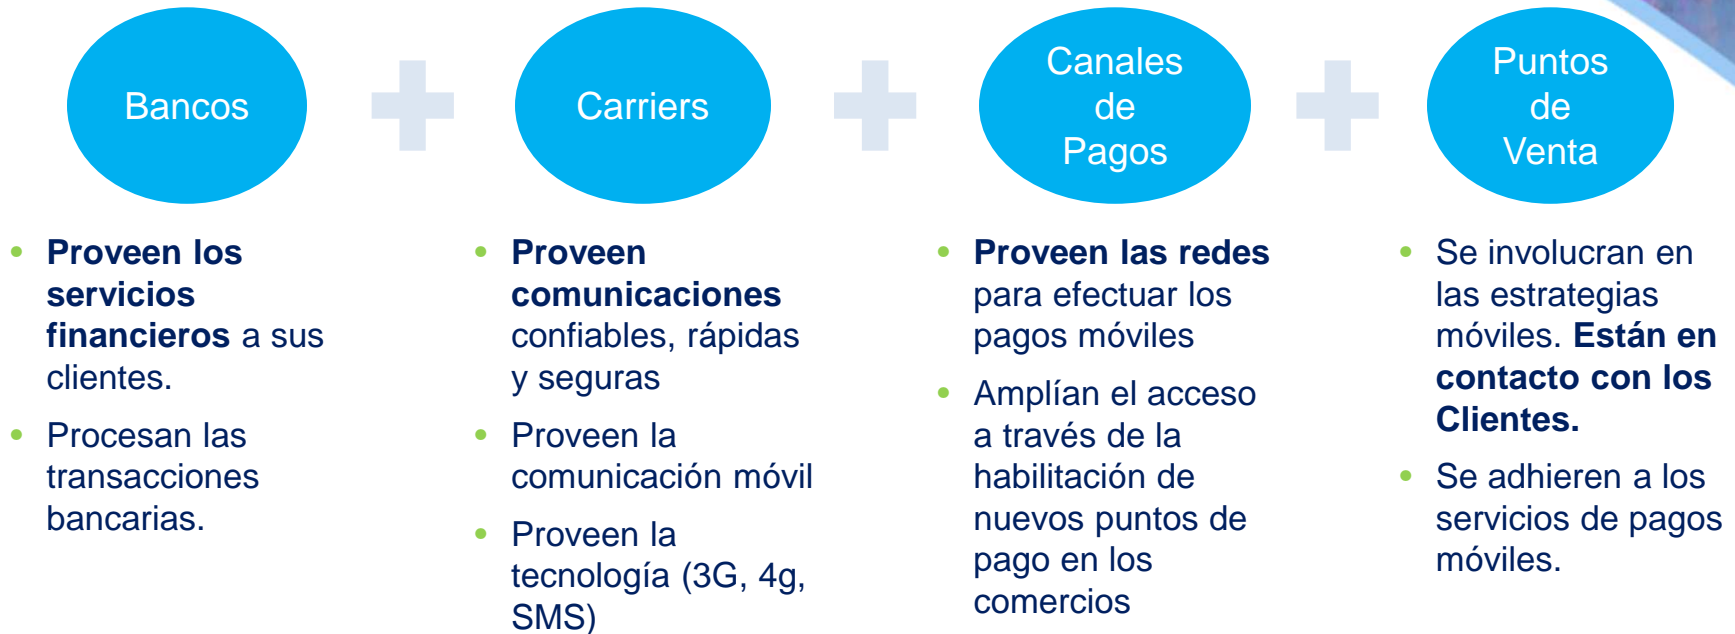 Bancos
Carriers
Canales
de
Pagos
Puntos
de
Venta
• Proveen los
servicios
financieros a sus
clientes.
• Procesan las
transacciones
bancarias.
• Proveen
comunicaciones
confiables, rápidas
y seguras
• Proveen la
comunicación móvil
• Proveen la
tecnología (3G, 4g,
SMS)
• Proveen las redes
para efectuar los
pagos móviles
• Amplían el acceso
a través de la
habilitación de
nuevos puntos de
pago en los
comercios
• Se involucran en
las estrategias
móviles. Están en
contacto con los
Clientes.
• Se adhieren a los
servicios de pagos
móviles.